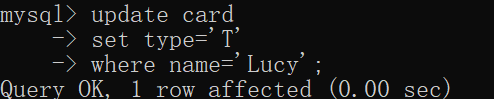 mysql> update card
    -> set type='T'
    -> where name='Lucy';
Query OK, 1 row affected (0.00 sec)